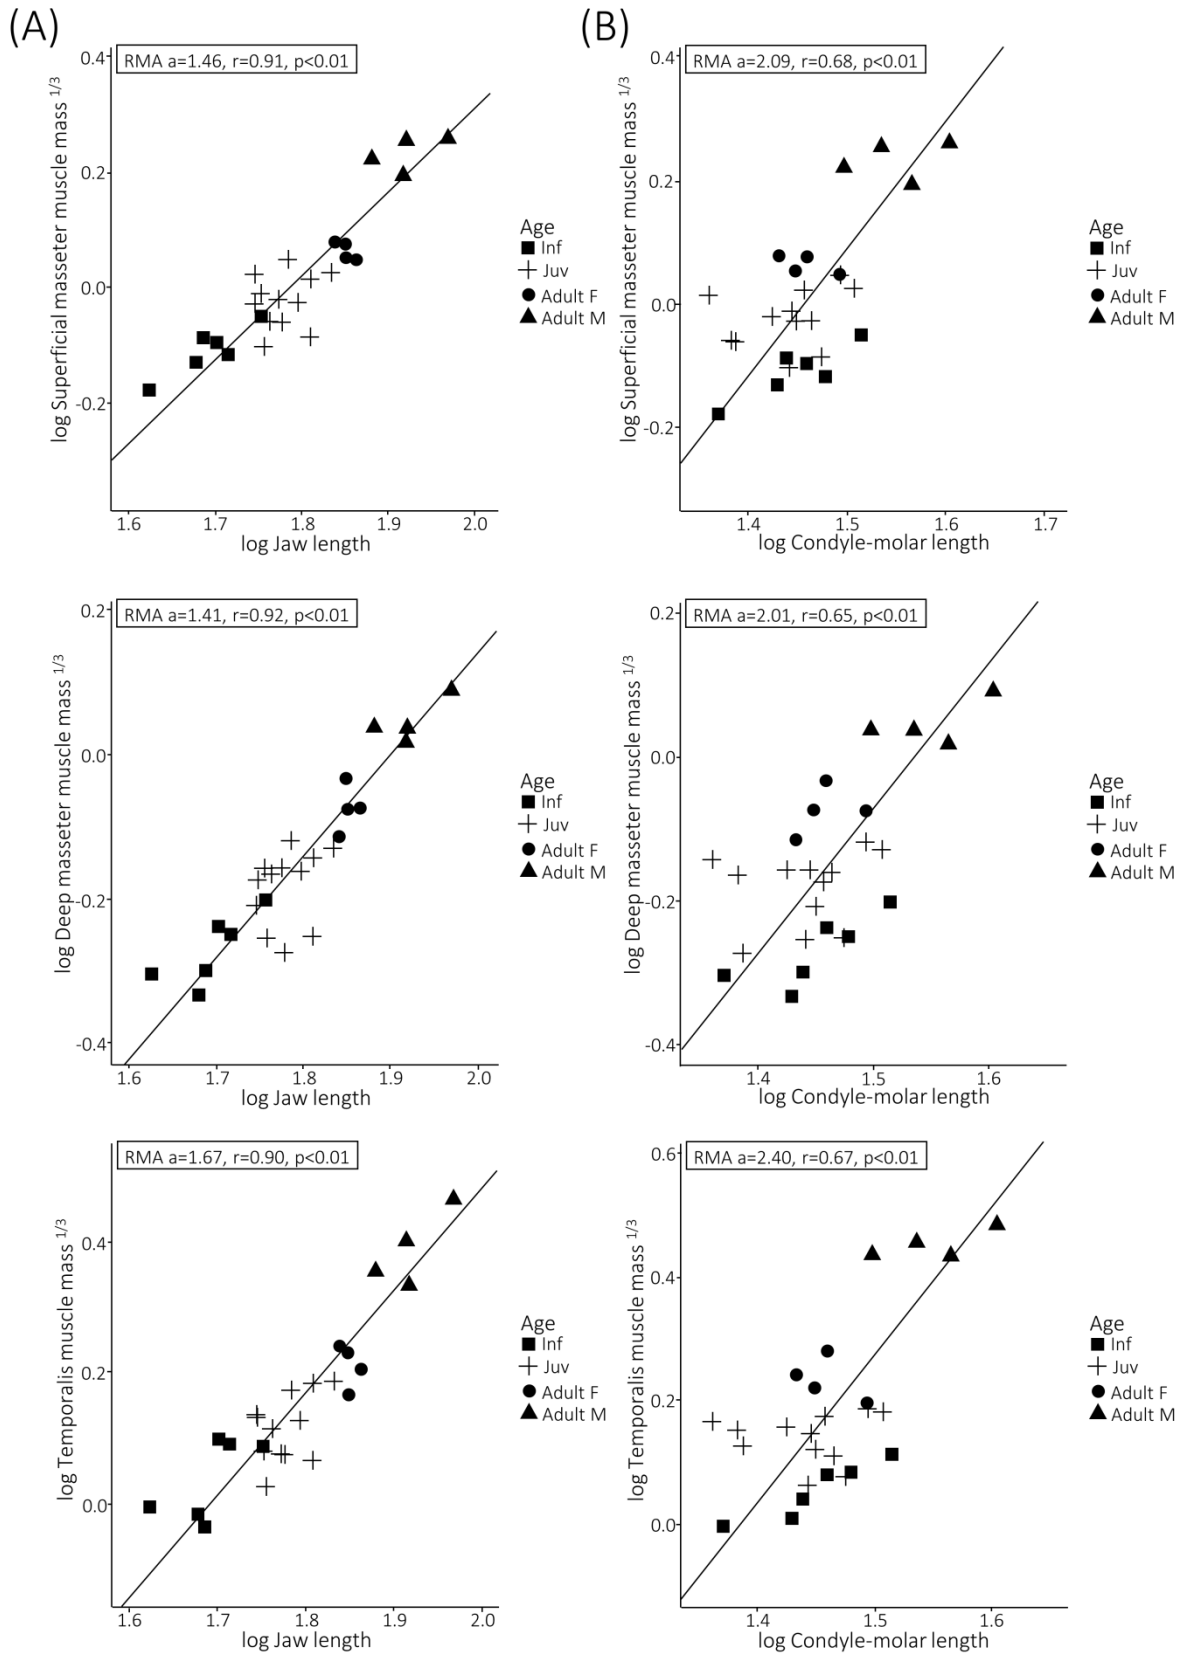 (A)
RMA a=1.46, r=0.91, p<0.01
0.4
0.2
0.0
-0.2
log Superficial masseter muscle mass 1/3
1.6 1.7 1.8 1.9 2.0
log Jaw length
Age
Inf
Juv
Adult F
Adult M
(B)
RMA a=2.09, r=0.68, p<0.01
0.4
0.2
0.0
-0.2
log Superficial masseter muscle mass 1/3
1.4 1.5 1.6 1.7
log Condyle-molar length
Age
Inf
Juv
Adult F
Adult M
RMA a=1.41, r=0.92, p<0.01
0.2
0.0
-0.2
-0.4
log Deep masseter muscle mass 1/3
1.6 1.7 1.8 1.9 2.0
log Jaw length
Age
Inf
Juv
Adult F
Adult M
RMA a=2.01, r=0.65, p<0.01
0.2
0.0
-0.2
-0.4
log Deep masseter muscle mass 1/3
1.4 1.5 1.6
log Condyle-molar length
Age
Inf
Juv
Adult F
Adult M
RMA a=1.67, r=0.90, p<0.01
0.4
0.2
0.0
log Temporalis muscle mass 1/3
1.6 1.7 1.8 1.9 2.0
log Jaw length
Age
Inf
Juv
Adult F
Adult M
RMA a=2.40, r=0.67, p<0.01
0.6
0.4
0.2
0.0
log Temporalis muscle mass 1/3
1.4 1.5 1.6
log Condyle-molar length
Age
Inf
Juv
Adult F
Adult M